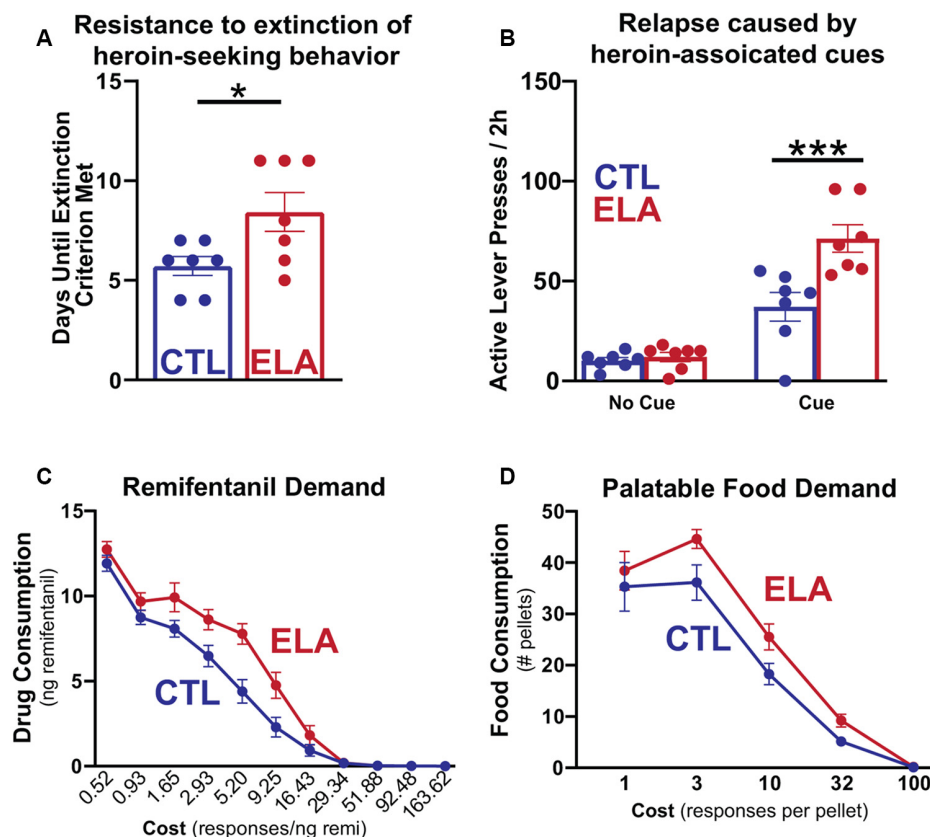 A
Resistance to extinction of
heroin-seeking behavior
Days Until Extinction
Criterion Met
15
10
5
0
*
CTL
ELA
B
Relapse caused by
heroin-assoicated cues
Active Lever Presses / 2h
150
100
50
0
CTL
ELA
***
No Cue
Cue
C
Remifentanil Demand
Drug Consumption
(ng remifentanil)
15
10
5
0
ELA
CTL
0.52
0.93
1.65
2.93
5.20
9.25
16.43
29.34
51.88
92.48
163.62
Cost (responses/ng remi)
D
Palatable Food Demand
Food Consumption
(# pellets)
50
40
30
20
10
0
ELA
CTL
1
3
10
32
100
Cost (responses per pellet)